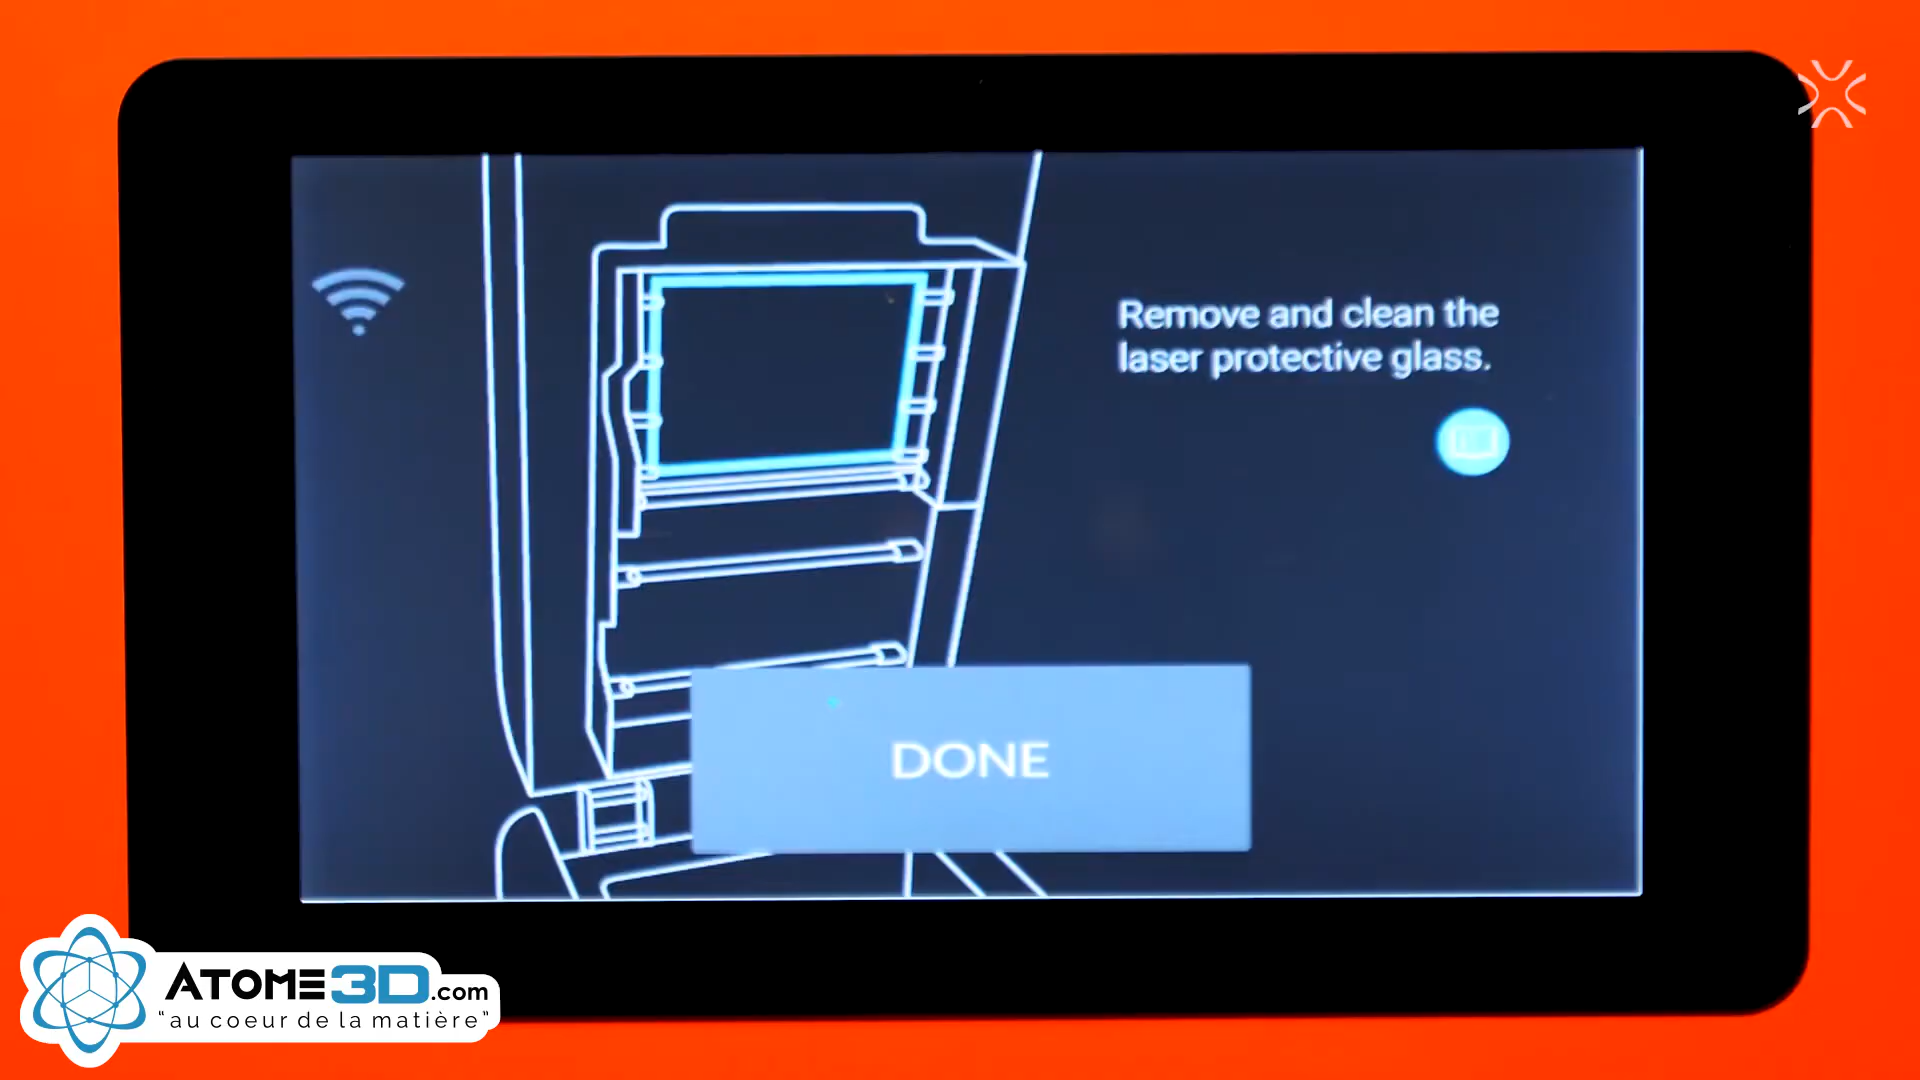 Remove and clean the
laser protective glass.
DONE
ATOME3D.com
"au coeur de la matière"